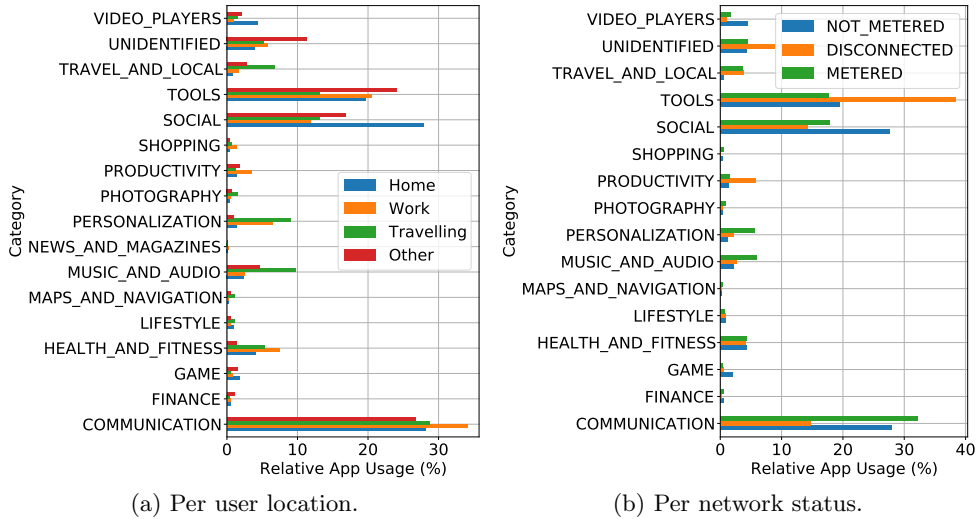 VIDEO_PLAYERS
UNIDENTIFIED
TRAVEL_AND_LOCAL
TOOLS
SOCIAL
SHOPPING
PRODUCTIVITY
PHOTOGRAPHY
PERSONALIZATION
NEWS_AND_MAGAZINES
MUSIC_AND_AUDIO
MAPS_AND_NAVIGATION
LIFESTYLE
HEALTH_AND_FITNESS
GAME
FINANCE
COMMUNICATION
Category
Home
Work
Travelling
Other
0 10 20 30
Relative App Usage (%)
(a) Per user location.
VIDEO_PLAYERS
UNIDENTIFIED
TRAVEL_AND_LOCAL
TOOLS
SOCIAL
SHOPPING
PRODUCTIVITY
PHOTOGRAPHY
PERSONALIZATION
MUSIC_AND_AUDIO
MAPS_AND_NAVIGATION
LIFESTYLE
HEALTH_AND_FITNESS
GAME
FINANCE
COMMUNICATION
Category
NOT_METERED
DISCONNECTED
METERED
0 10 20 30 40
Relative App Usage (%)
(b) Per network status.